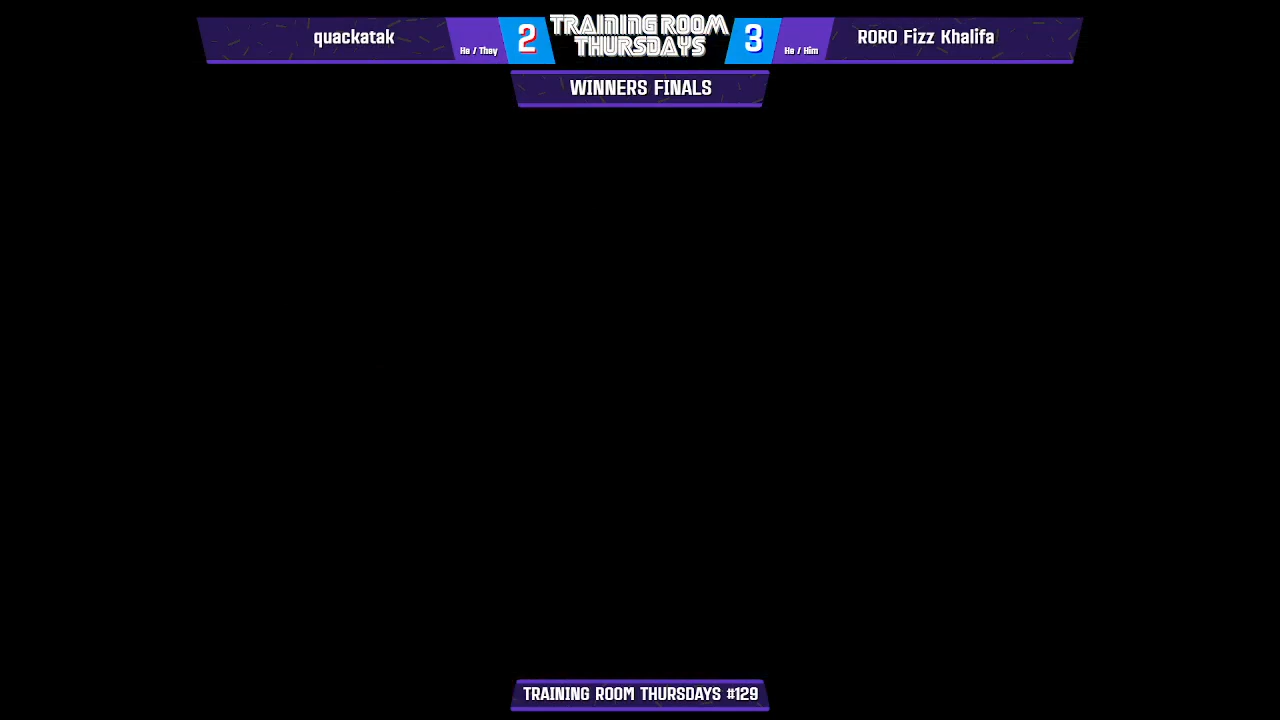 quackatak
He / They
2
TRAINING ROOM
THURSDAYS
3
He / Him
RORO Fizz Khalifa
WINNERS FINALS
TRAINING ROOM THURSDAYS #129